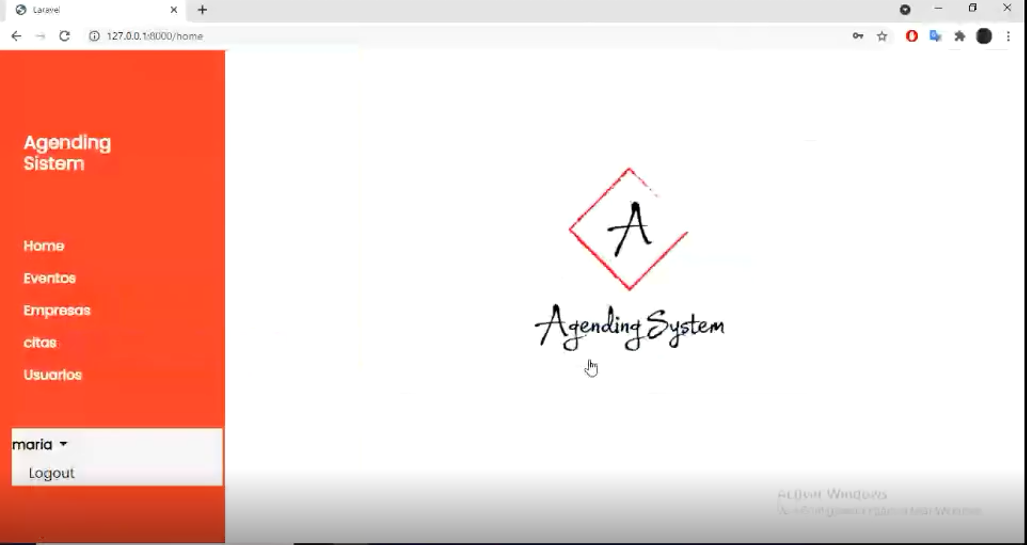 Laravel
127.0.0.1:8000/home
Agending
Sistem
Home
Eventos
Empresas
citas
Usuarios
maria
Logout
A
Agending System
Activar Windows